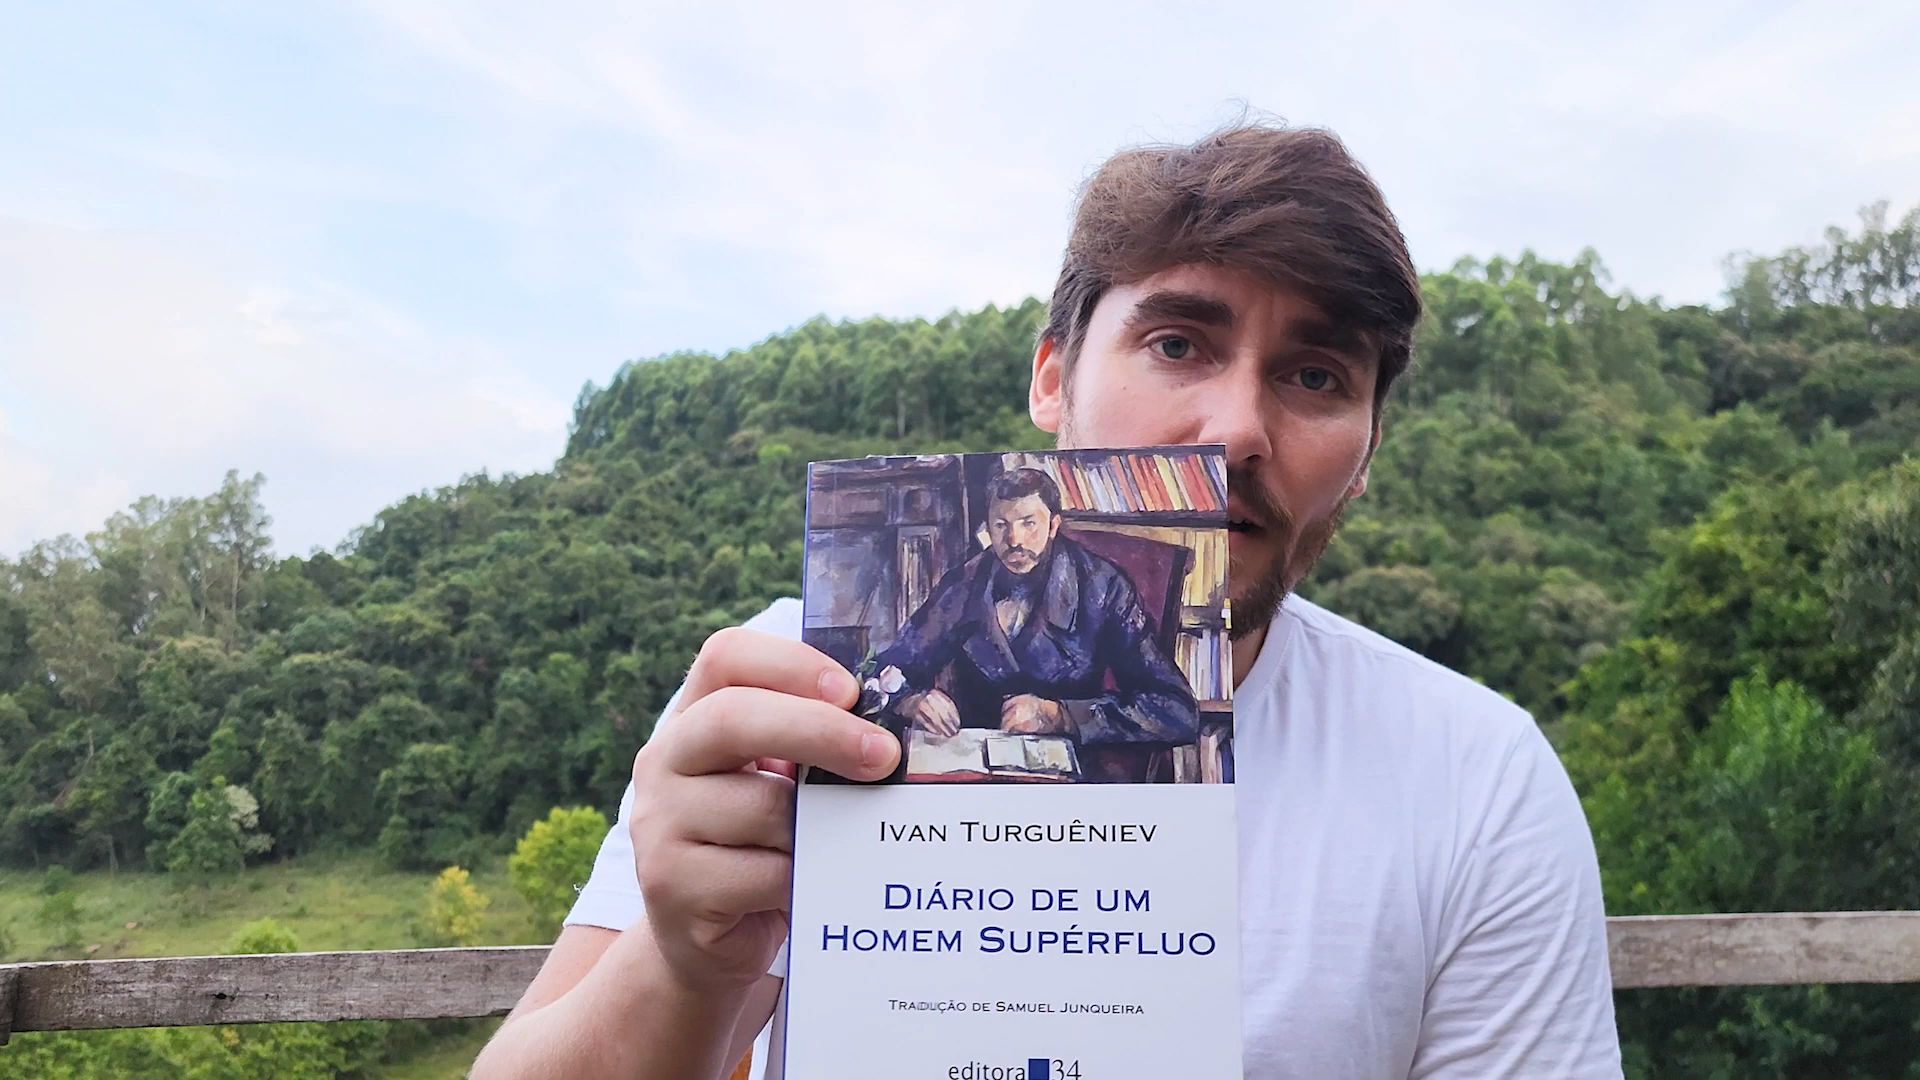 Ivan Turguêniev
Diário de um
Homem Supérfluo
Tradução de Samuel Junqueira
editora 34